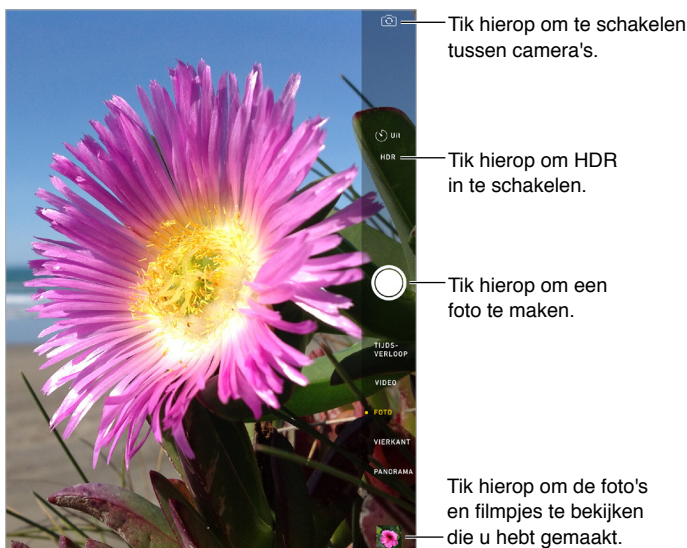 Tik hierop om te schakelen
tussen camera's.
Uit
HDR
Tik hierop om HDR
in te schakelen.
Tik hierop om een
foto te maken.
TIJDS-
VERLOOP
VIDEO
FOTO
VIERKANT
PANORAMA
Tik hierop om de foto's
en filmpjes te bekijken
die u hebt gemaakt.